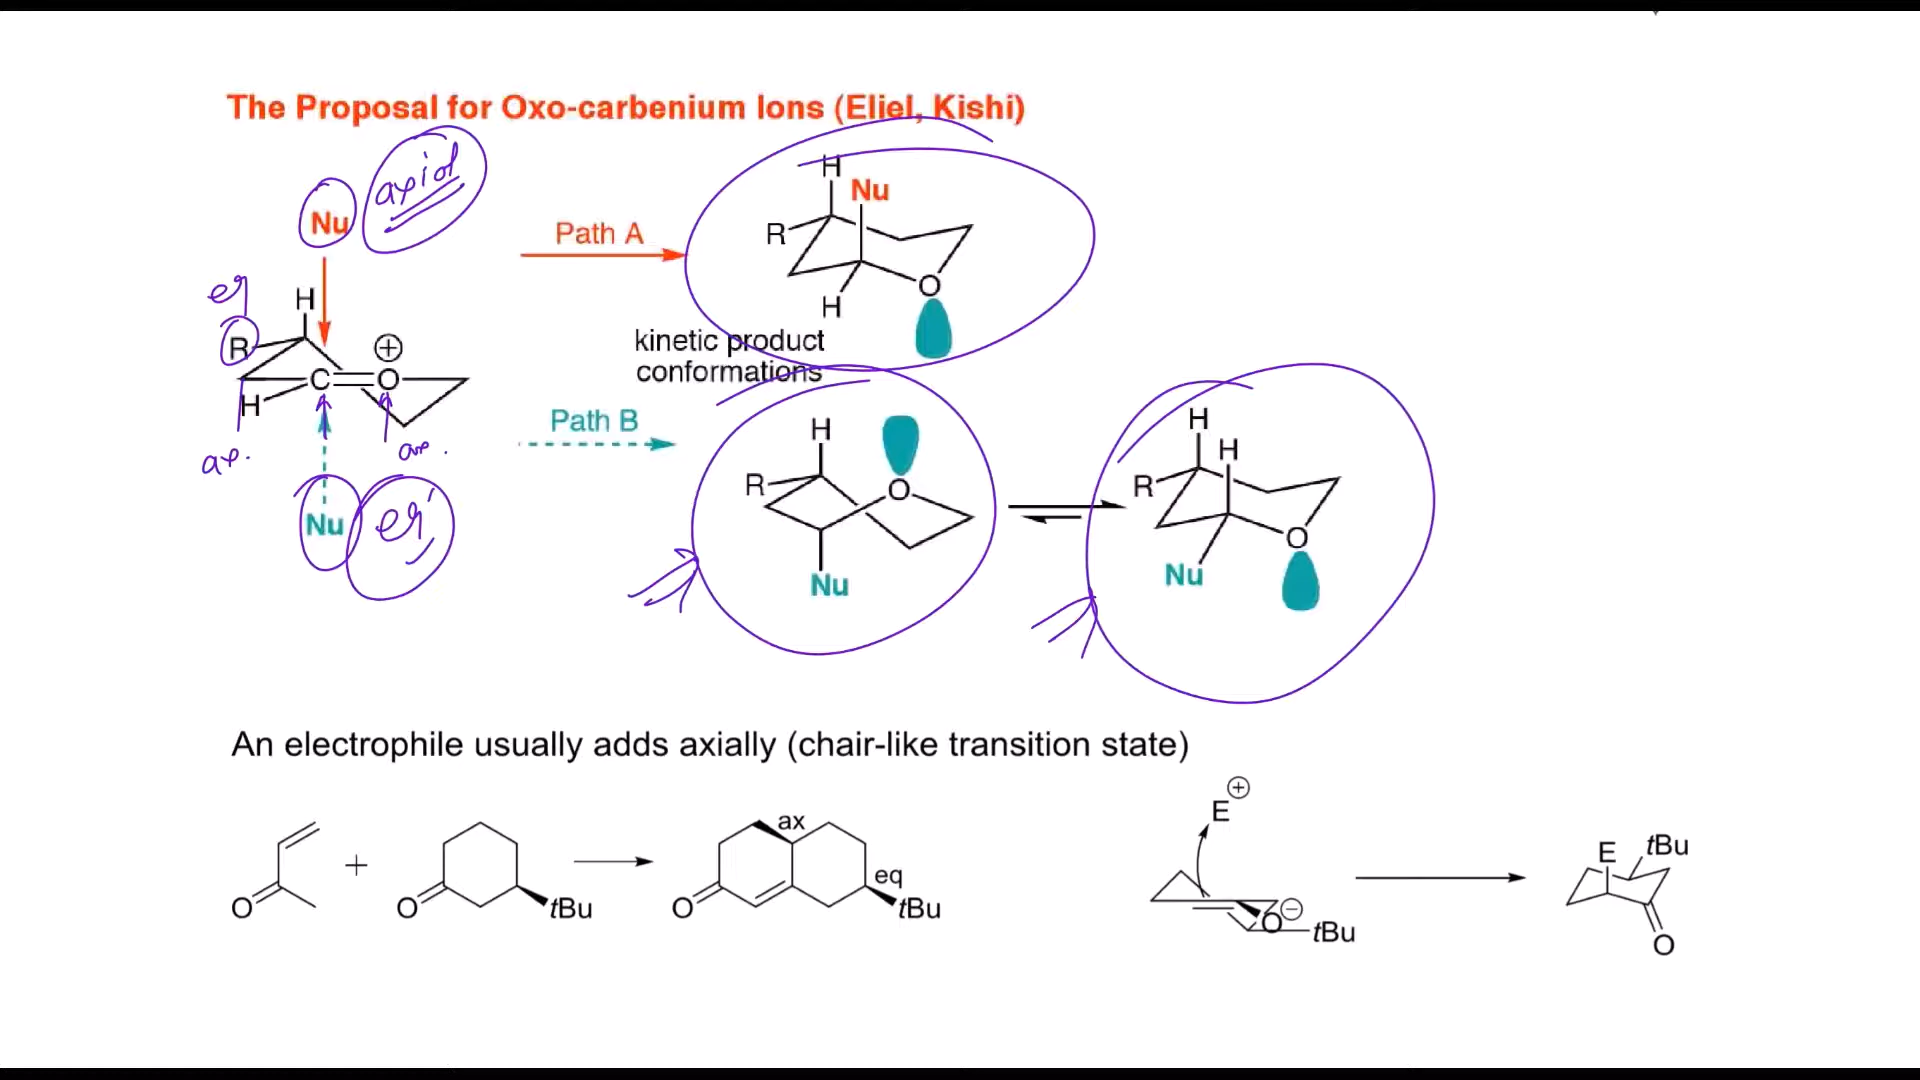 The Proposal for Oxo-carbenium Ions (Eliel, Kishi)
axial
Nu
Path A
H
Nu
R
H
O
eq
H
R
⊕
C
O
H
ax.
ax.
kinetic product
conformations
Path B
H
R
O
Nu
H
H
R
O
Nu
Nu
eq
An electrophile usually adds axially (chair-like transition state)
O
+
O
tBu
O
ax
eq
tBu
E⊕
O⊖
tBu
E
tBu
O